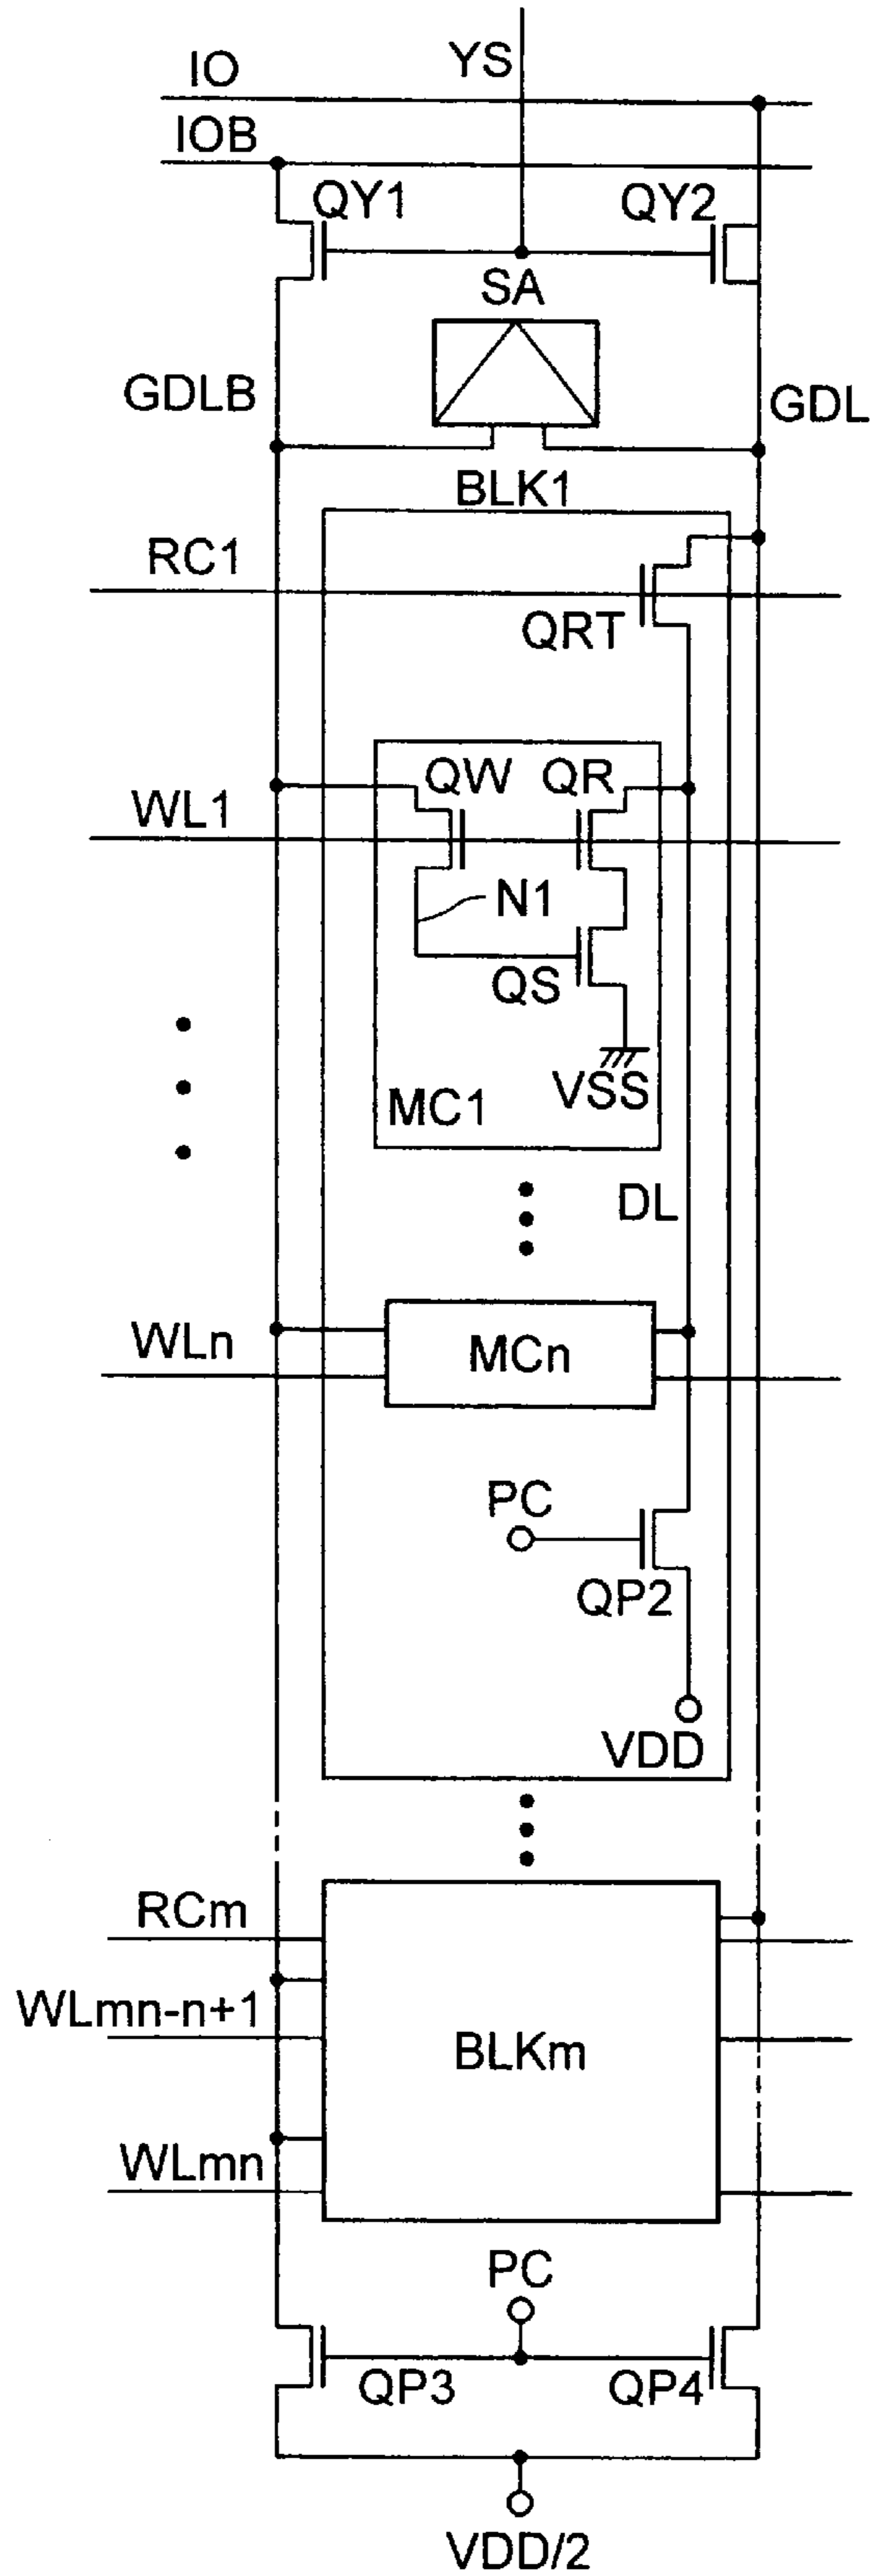 YS
IO
IOB
QY1
QY2
SA
GDLB
GDL
BLK1
RC1
QRT
QW
QR
WL1
N1
QS
VSS
MC1
DL
WLn
MCn
PC
QP2
VDD
RCm
WLmn-n+1
BLKm
WLmn
PC
QP3
QP4
VDD/2